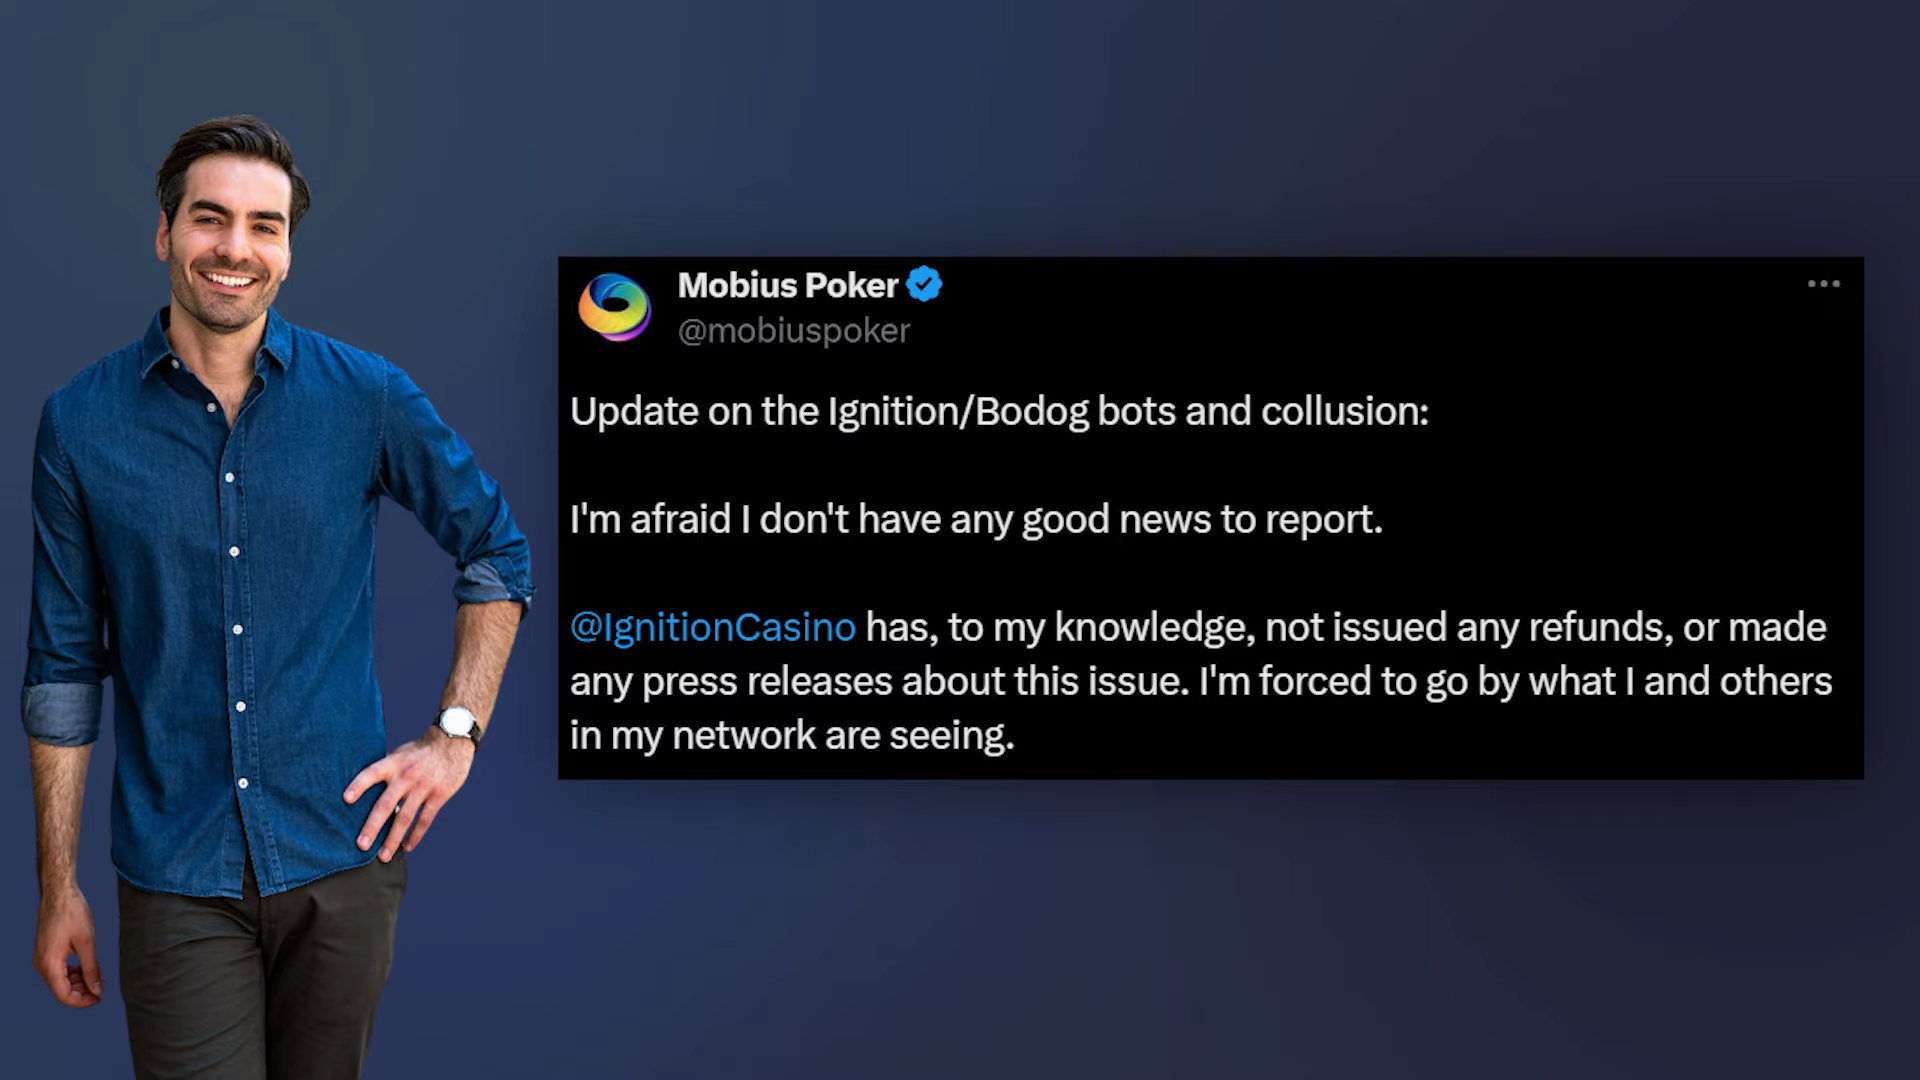 Mobius Poker
@mobiuspoker
Update on the Ignition/Bodog bots and collusion:
I'm afraid I don't have any good news to report.
@IgnitionCasino has, to my knowledge, not issued any refunds, or made
any press releases about this issue. I'm forced to go by what I and others
in my network are seeing.